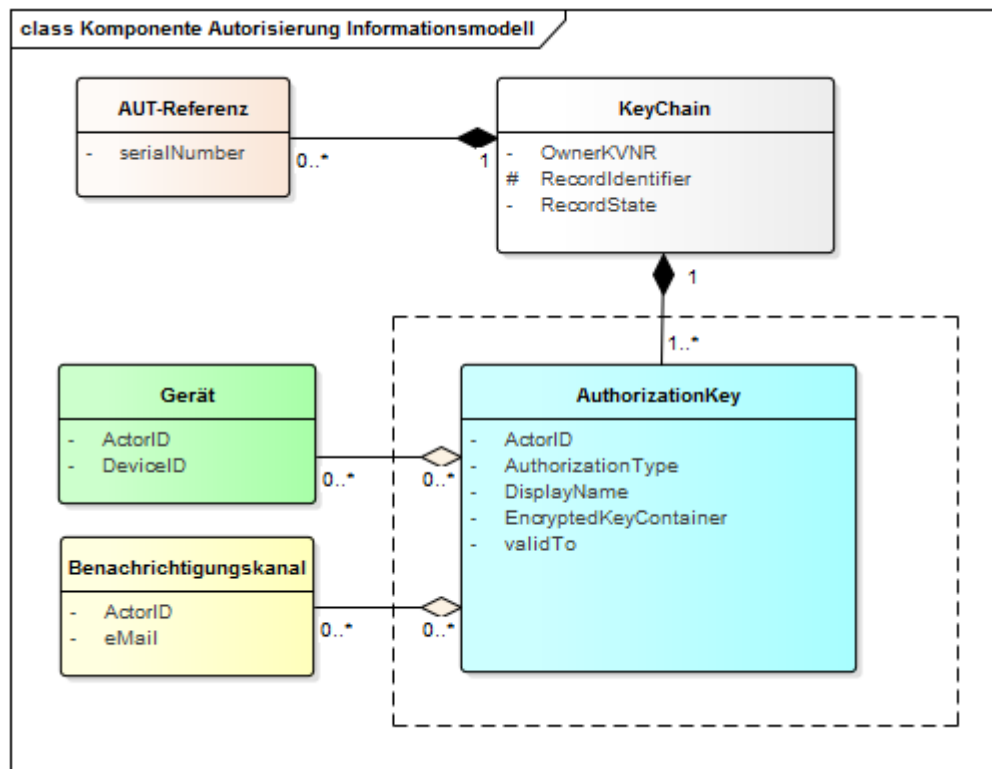 class Komponente Autorisierung Informationsmodell
AUT-Referenz
- serialNumber
KeyChain
- OwnerKVNR
# RecordIdentifier
- RecordState
0..*
1
1
1..*
Gerät
- ActorID
- DeviceID
0..*
0..*
AuthorizationKey
- ActorID
- AuthorizationType
- DisplayName
- EncryptedKeyContainer
- validTo
Benachrichtigungskanal
- ActorID
- eMail
0..*
0..*